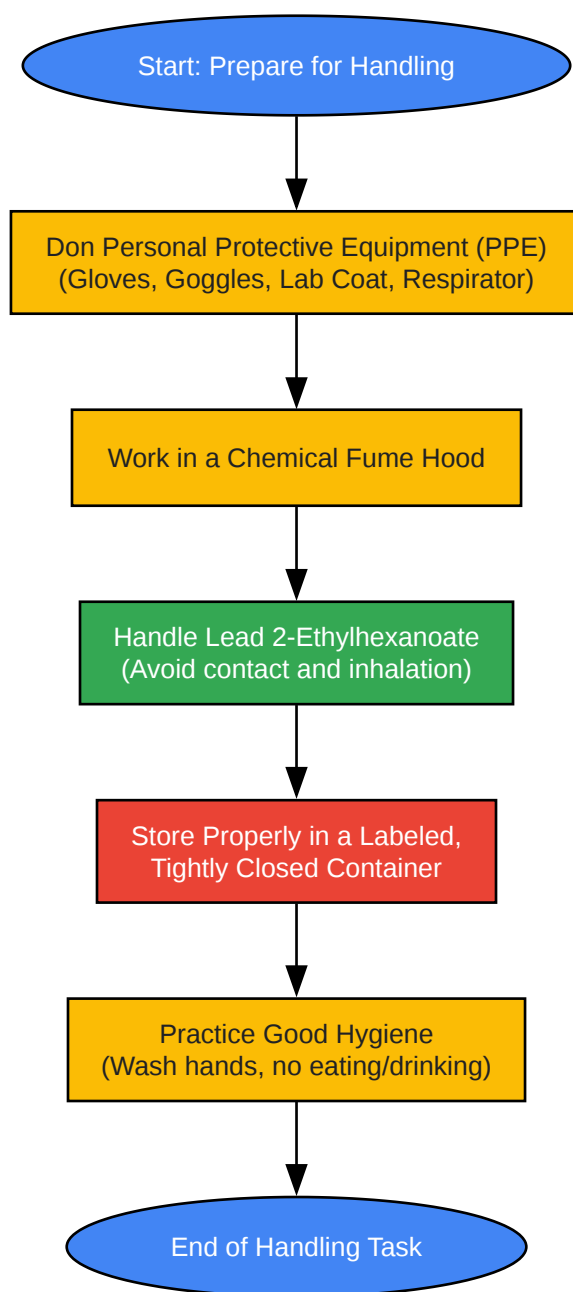 Start: Prepare for Handling
Don Personal Protective Equipment (PPE)
(Gloves, Goggles, Lab Coat, Respirator)
Work in a Chemical Fume Hood
Handle Lead 2-Ethylhexanoate
(Avoid contact and inhalation)
Store Properly in a Labeled,
Tightly Closed Container
Practice Good Hygiene
(Wash hands, no eating/drinking)
End of Handling Task